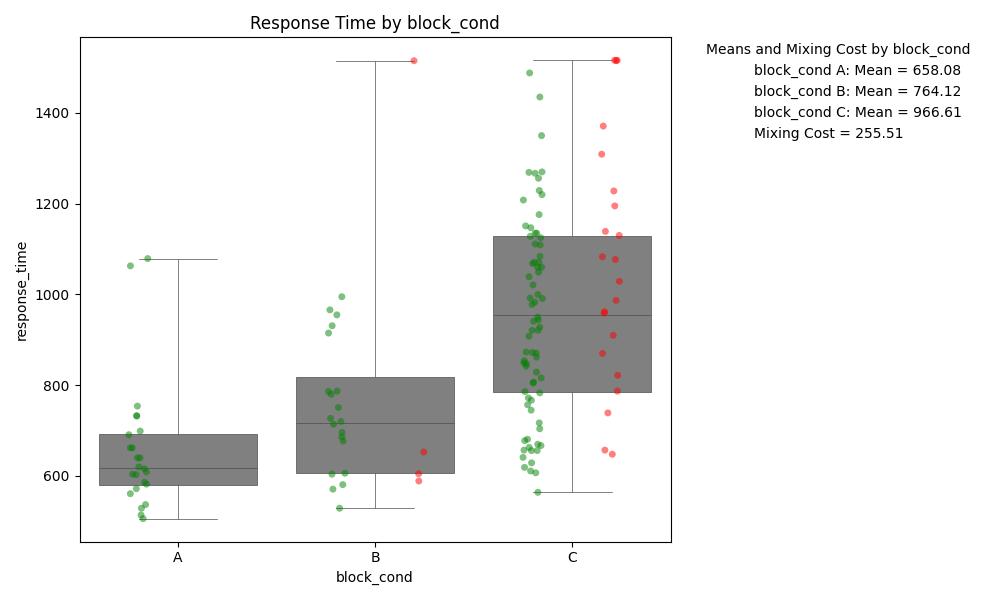 Response Time by block_cond
Means and Mixing Cost by block_cond
block_cond A: Mean = 658.08
block_cond B: Mean = 764.12
block_cond C: Mean = 966.61
Mixing Cost = 255.51
response_time
1400
1200
1000
800
600
A B C
block_cond